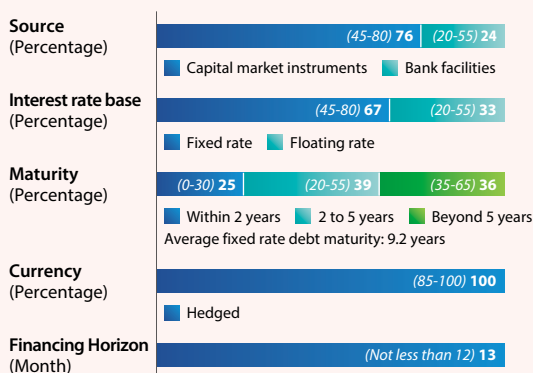 Source
(Percentage)
(45-80) 76 (20-55) 24
Capital market instruments Bank facilities
Interest rate base
(Percentage)
(45-80) 67 (20-55) 33
Fixed rate Floating rate
Maturity
(Percentage)
(0-30) 25 (20-55) 39 (35-65) 36
Within 2 years 2 to 5 years Beyond 5 years
Average fixed rate debt maturity: 9.2 years
Currency
(Percentage)
(85-100) 100
Hedged
Financing Horizon
(Month)
(Not less than 12) 13